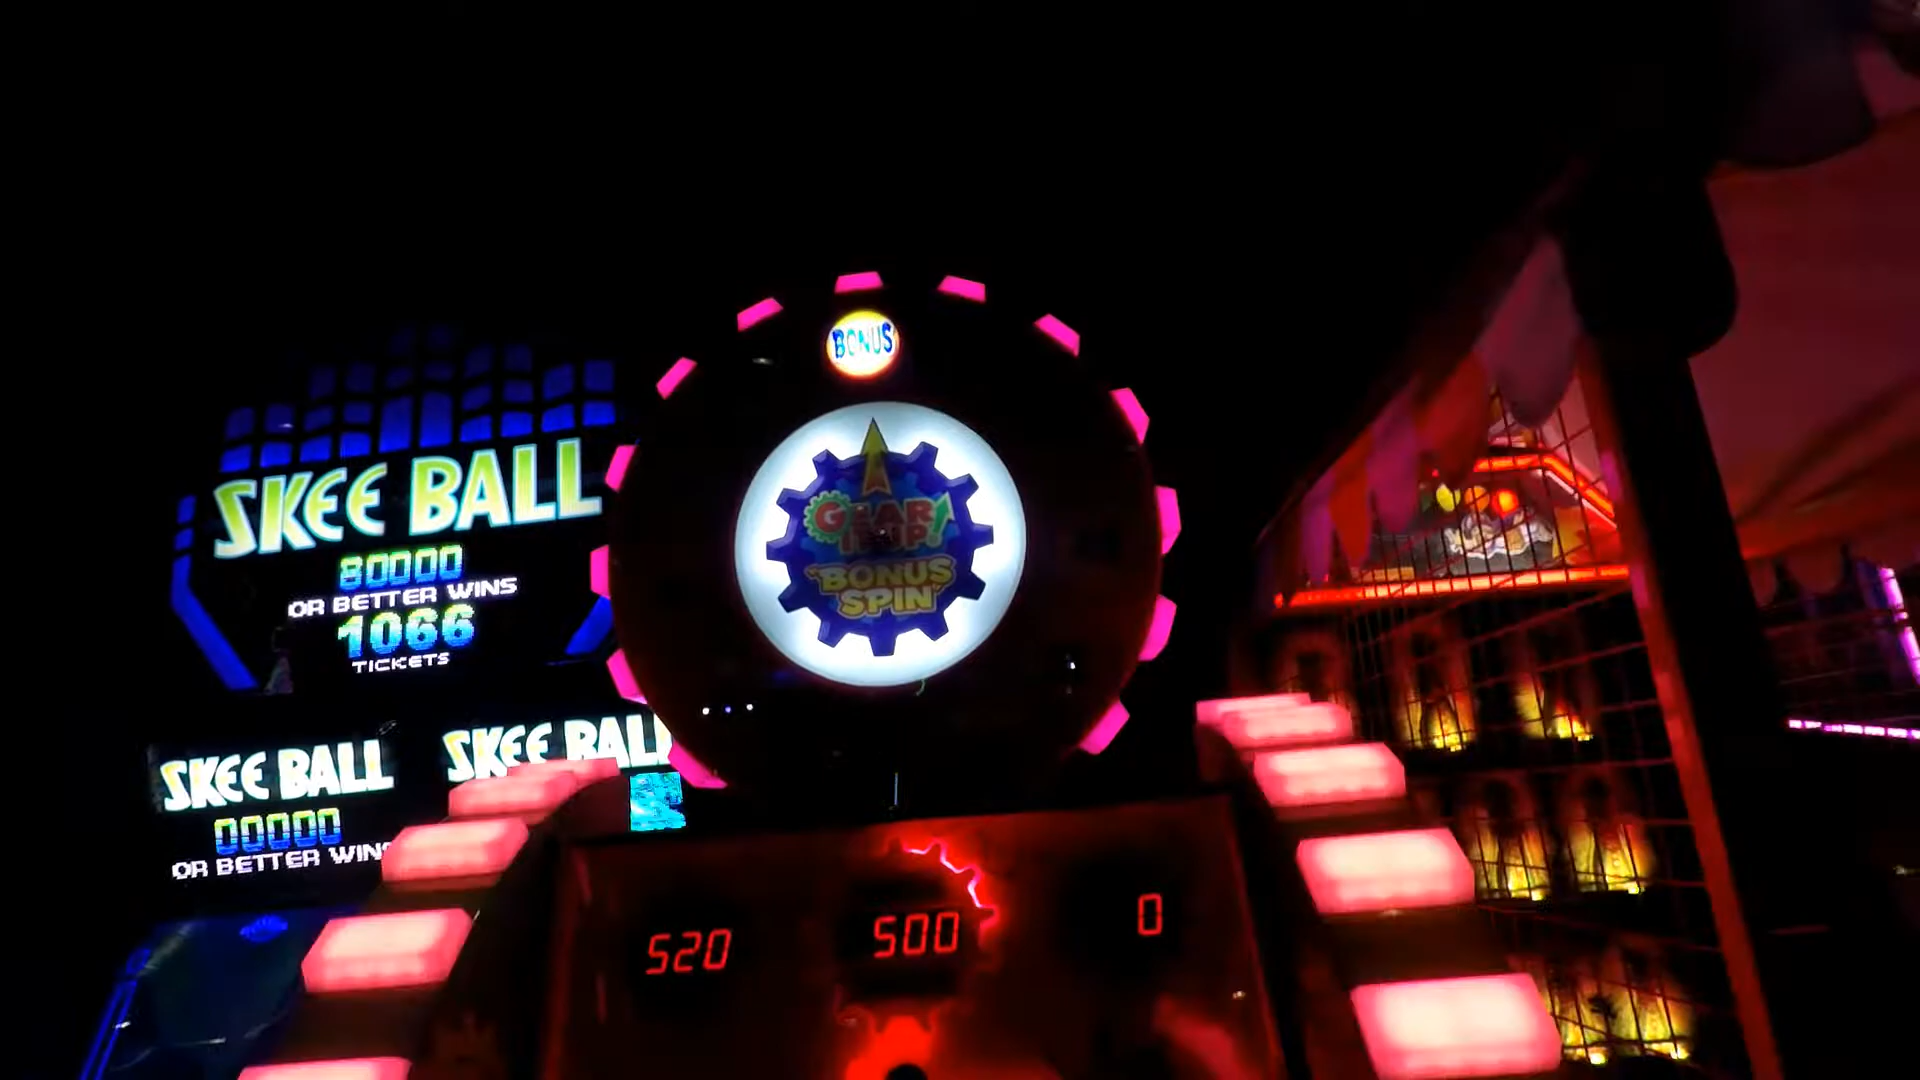 SKEE BALL
80000
OR BETTER WINS
1066
TICKETS
SKEE BALL
00000
OR BETTER WINS
SKEE BALL
BONUS
GEAR
IT UP!
BONUS
SPIN
520
500
0